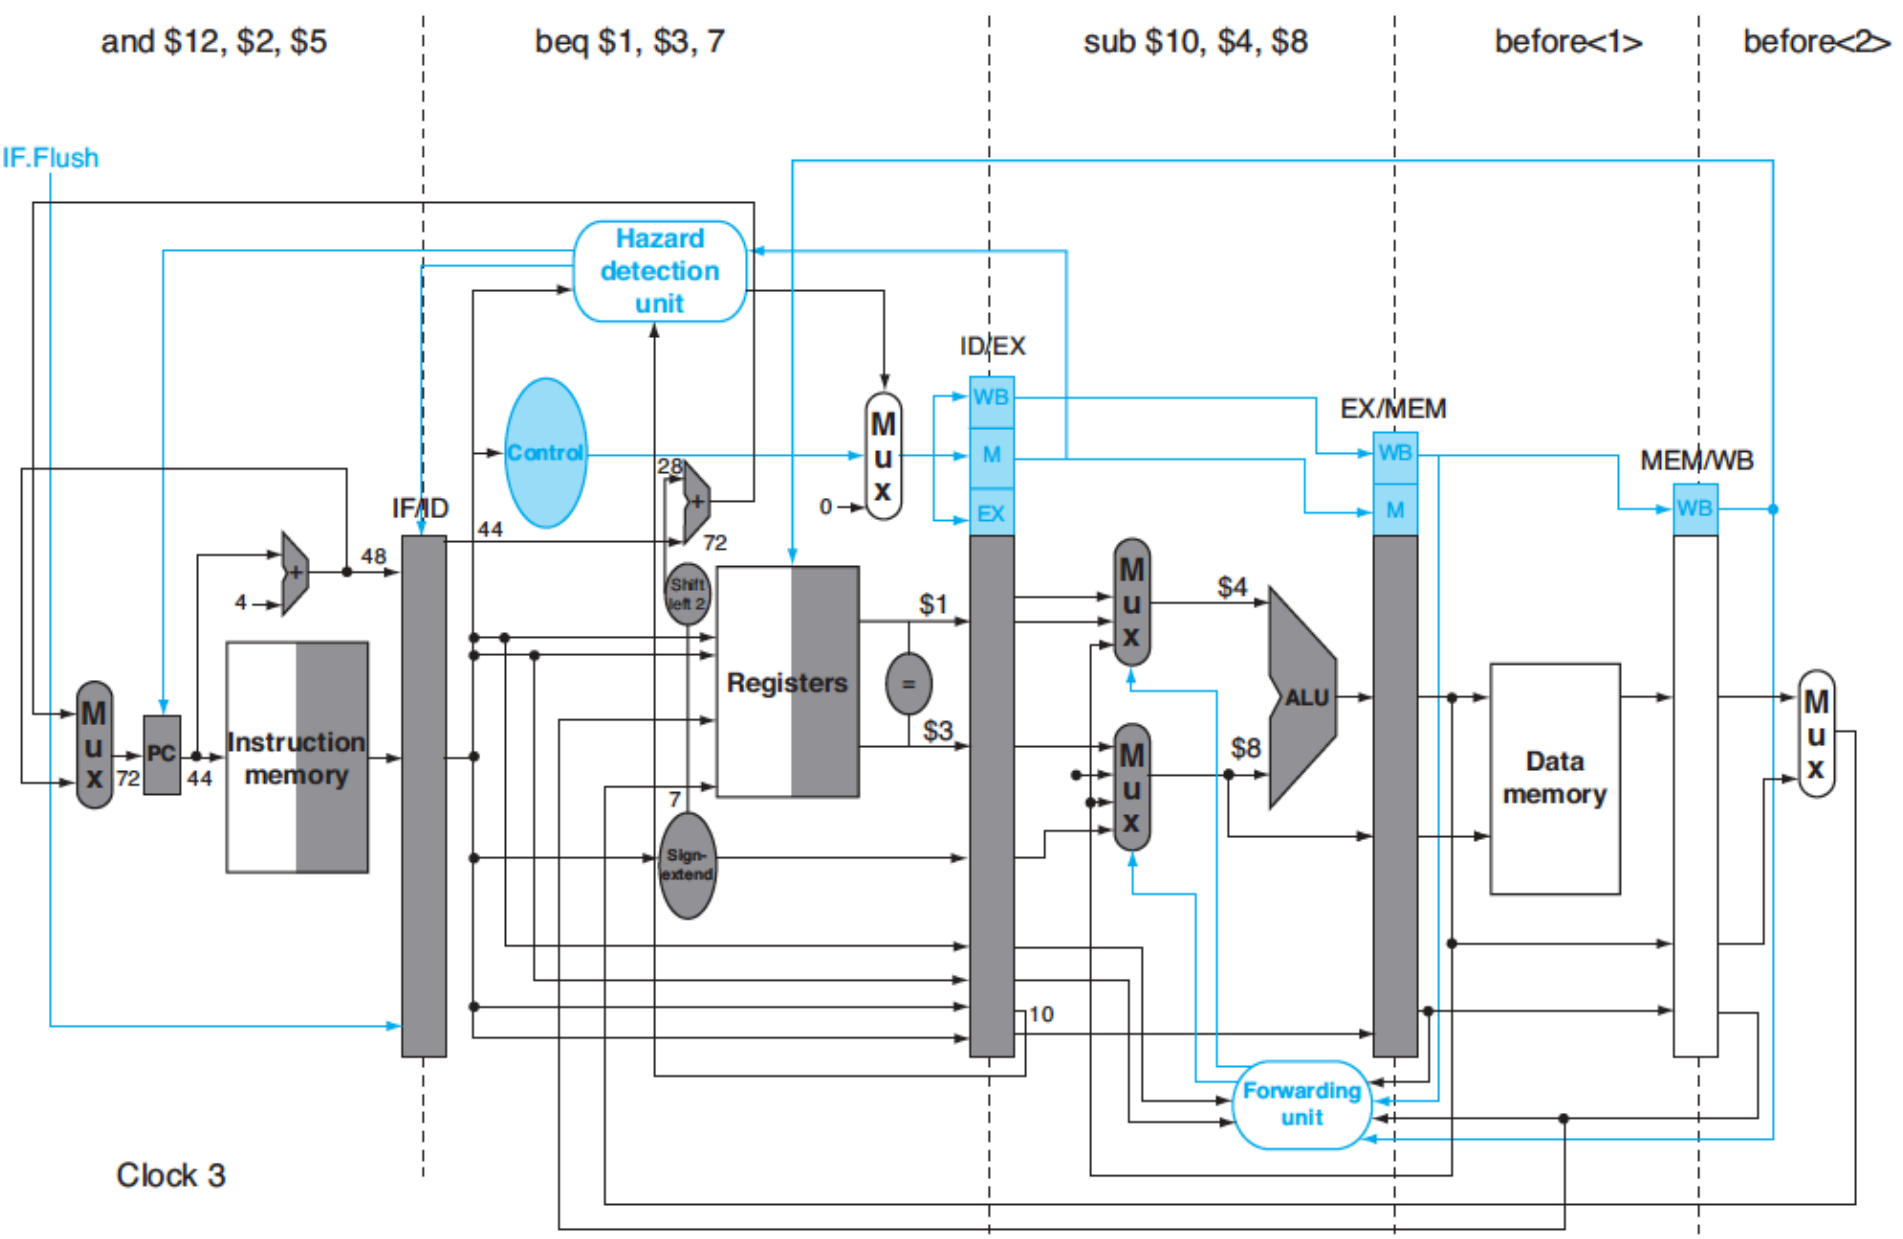 and $12, $2, $5
beq $1, $3, 7
sub $10, $4, $8
before<1>
before<2>
IF.Flush
Hazard
detection
unit
ID/EX
WB
M
EX
Control
M
u
x
0
28
+
72
EX/MEM
WB
M
MEM/WB
WB
IF/ID
44
48
+
4
Shift
left 2
M
u
x
72
PC
44
Instruction
memory
Registers
$1
=
$3
7
Sign-
extend
M
u
x
$4
M
u
x
$8
ALU
Data
memory
M
u
x
10
Forwarding
unit
Clock 3